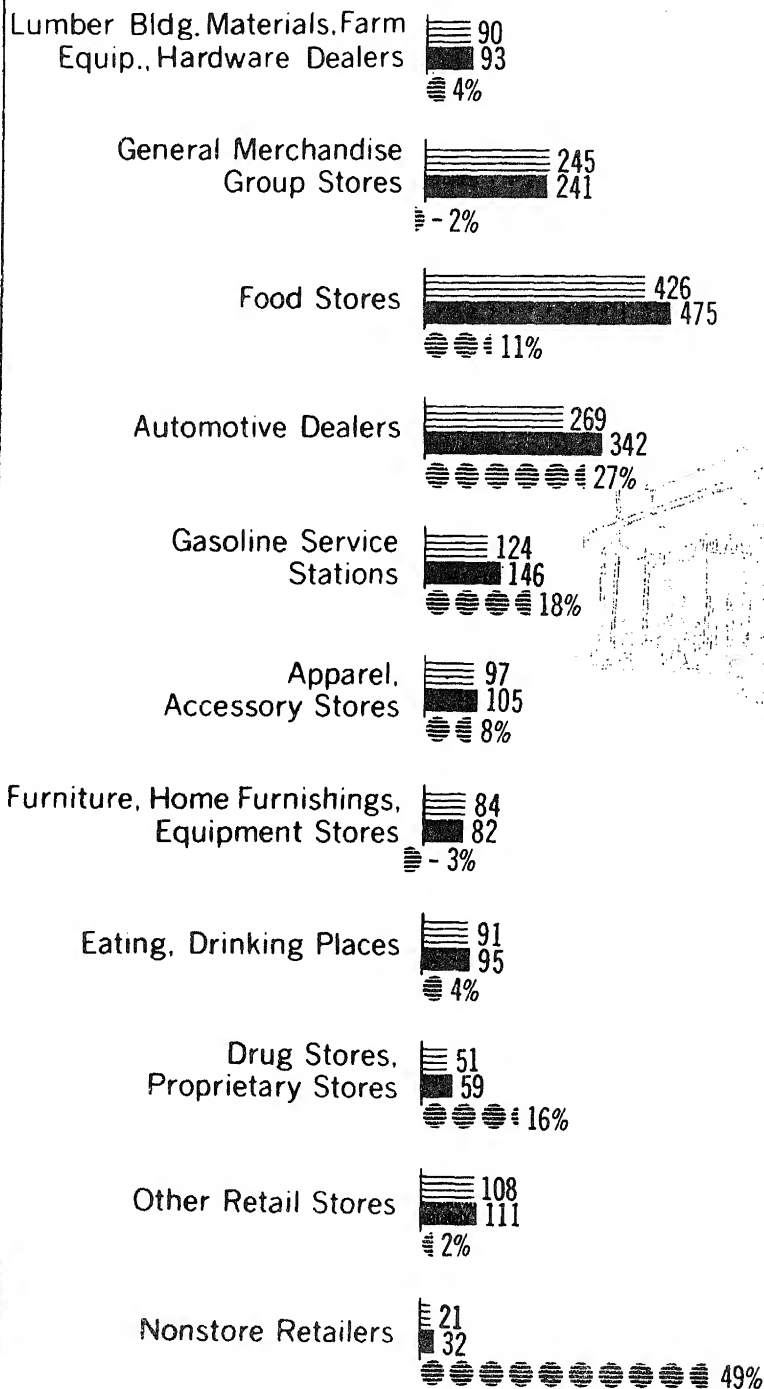 Lumber Bldg. Materials, Farm
Equip., Hardware Dealers
90
93
4%
General Merchandise
Group Stores
245
241
- 2%
Food Stores
426
475
11%
Automotive Dealers
269
342
27%
Gasoline Service
Stations
124
146
18%
Apparel,
Accessory Stores
97
105
8%
Furniture, Home Furnishings,
Equipment Stores
84
82
- 3%
Eating, Drinking Places
91
95
4%
Drug Stores,
Proprietary Stores
51
59
16%
Other Retail Stores
108
111
2%
Nonstore Retailers
21
32
49%